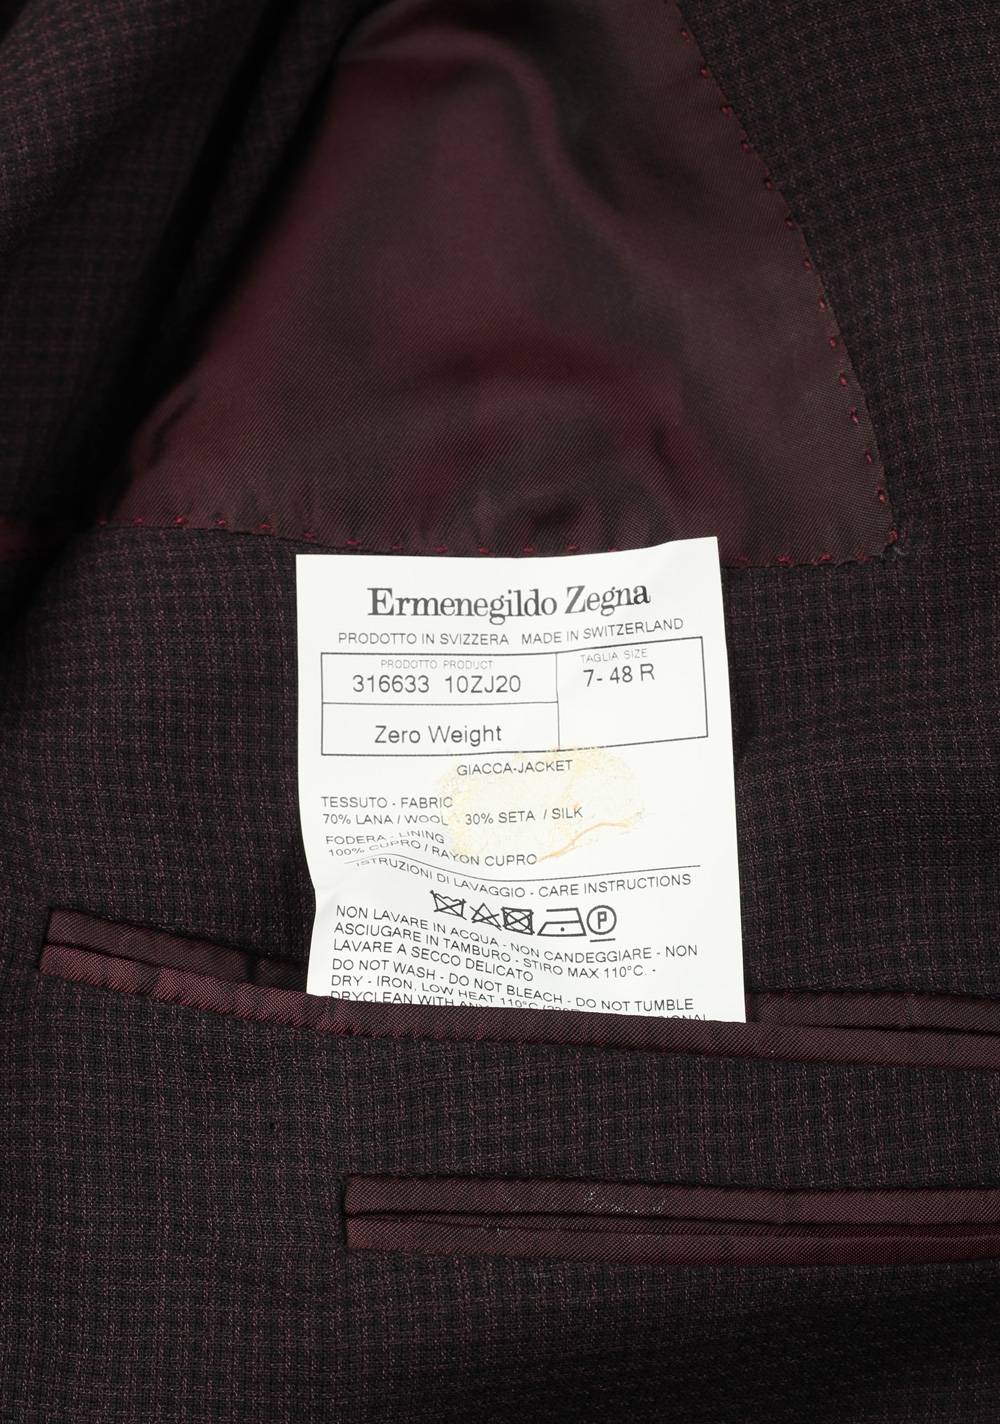 Ermenegildo Zegna
PRODOTTO IN SVIZZERA MADE IN SWITZERLAND
PRODOTTO PRODUCT
316633 10ZJ20
TAGLIA SIZE
7- 48 R
Zero Weight
GIACCA-JACKET
TESSUTO - FABRIC
70% LANA / WOOL 30% SETA / SILK
FODERA - LINING
100% CUPRO / RAYON CUPRO
ISTRUZIONI DI LAVAGGIO - CARE INSTRUCTIONS
P
NON LAVARE IN ACQUA - NON CANDEGGIARE - NON
ASCIUGARE IN TAMBURO - STIRO MAX 110°C. -
LAVARE A SECCO DELICATO
DO NOT WASH - DO NOT BLEACH - DO NOT TUMBLE
DRY - IRON, LOW HEAT 110°C
DRYCLEAN WITH